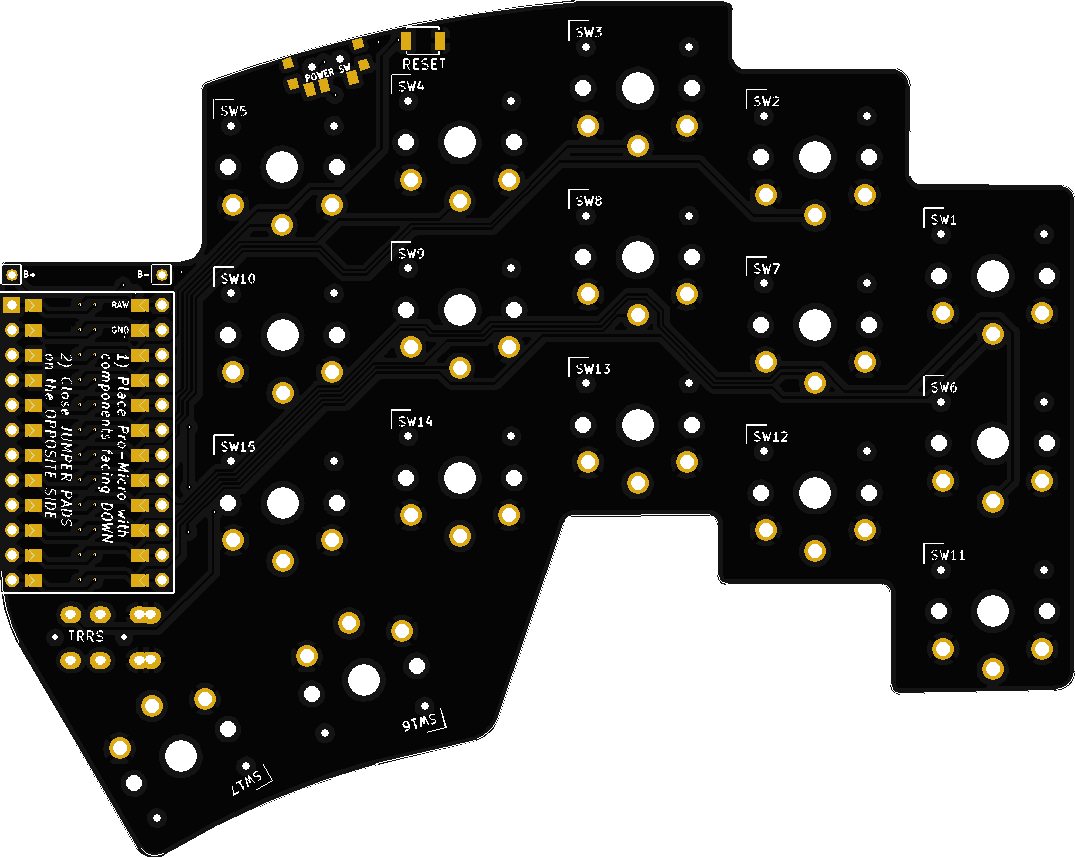 SW3
RESET
POWER SW
SW4
SW5
SW2
SW8
SW1
SW9
SW7
B+
B-
SW10
RAW
GND
1) Place Pro-Micro with
components facing DOWN
2) Close JUMPER PADS
on the OPPOSITE SIDE
SW13
SW6
SW14
SW12
SW15
SW11
TRRS
SW16
SW17